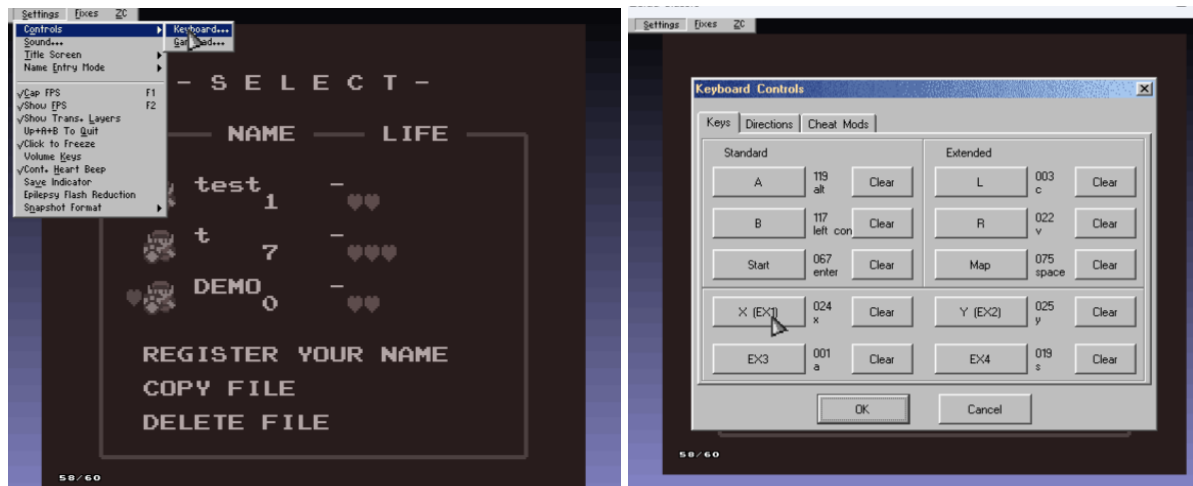 Settings Fixes ZC
Controls
Sound...
Title Screen
Name Entry Mode
√Cap FPS F1
√Show FPS F2
√Show Trans. Layers
Up+A+B To Quit
√Click to Freeze
Volume Keys
√Cont. Heart Beep
Save Indicator
Epilepsy Flash Reduction
Snapshot Format
Keyboard...
- SELECT -
NAME LIFE
test -
1
t -
7
DEMO -
0
REGISTER YOUR NAME
COPY FILE
DELETE FILE
58/60
Settings Fixes ZC
Keyboard Controls
Keys Directions Cheat Mods
Standard Extended
A 119 alt Clear L 003 c Clear
B 117 left con Clear R 022 v Clear
Start 067 enter Clear Map 075 space Clear
X (EX1) 024 x Clear Y (EX2) 025 y Clear
EX3 001 a Clear EX4 019 s Clear
OK Cancel
58/60